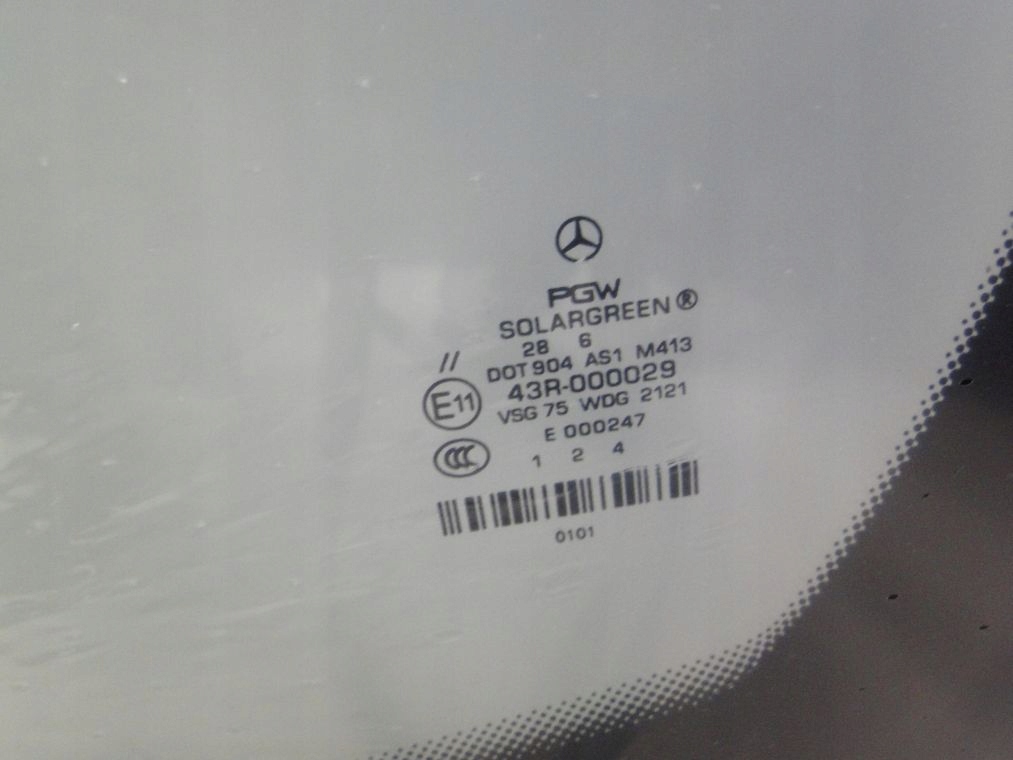 PGW
SOLARGREEN®
28 6
// DOT 904 AS1 M413
E11 43R-000029
VSG 75 WDG 2121
E 000247
CCC 1 2 4
0101